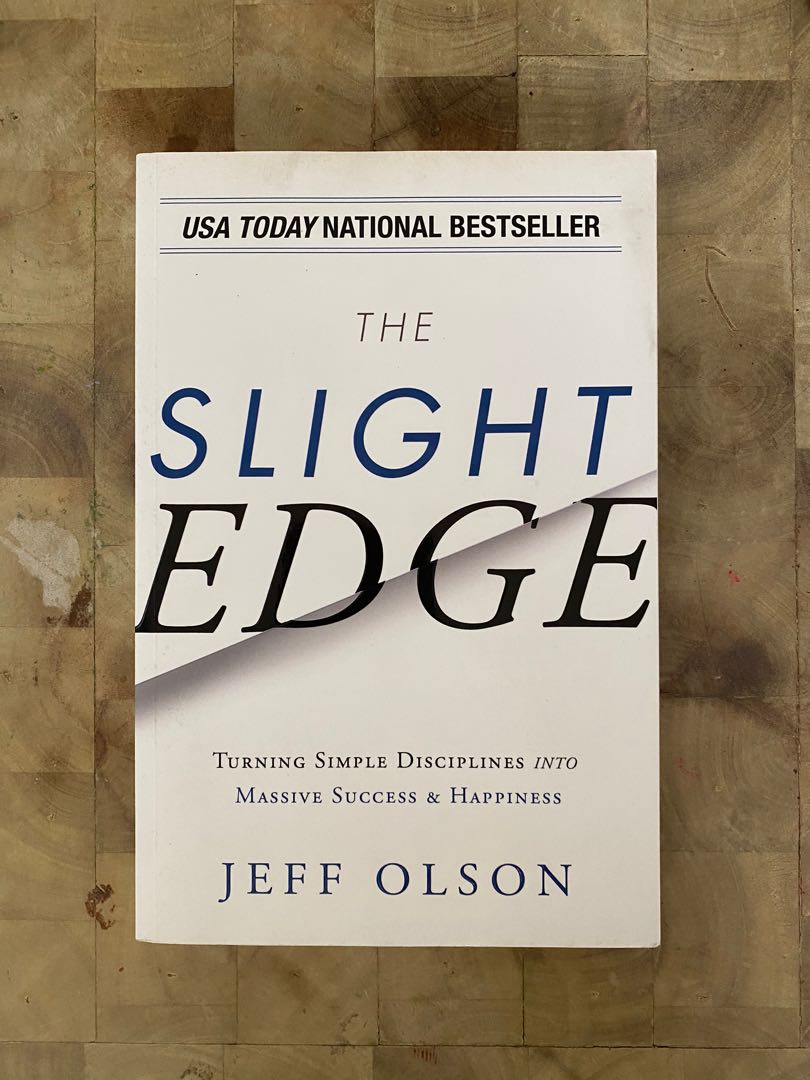 USA TODAY NATIONAL BESTSELLER
THE
SLIGHT
EDGE
TURNING SIMPLE DISCIPLINES INTO
MASSIVE SUCCESS & HAPPINESS
JEFF OLSON